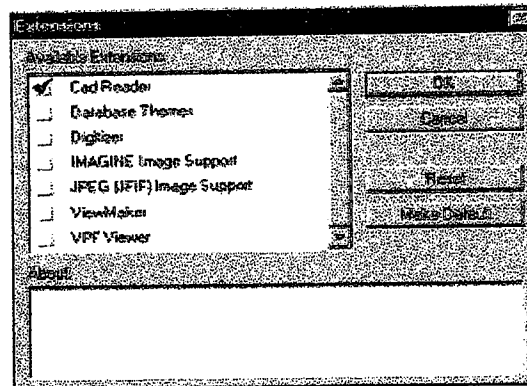 Extensions
Available Extensions:
Cad Reader
Database Themes
Digitizer
IMAGINE Image Support
JPEG (JFIF) Image Support
ViewMaker
VPF Viewer
OK
Cancel
Reset
Make Default
About: